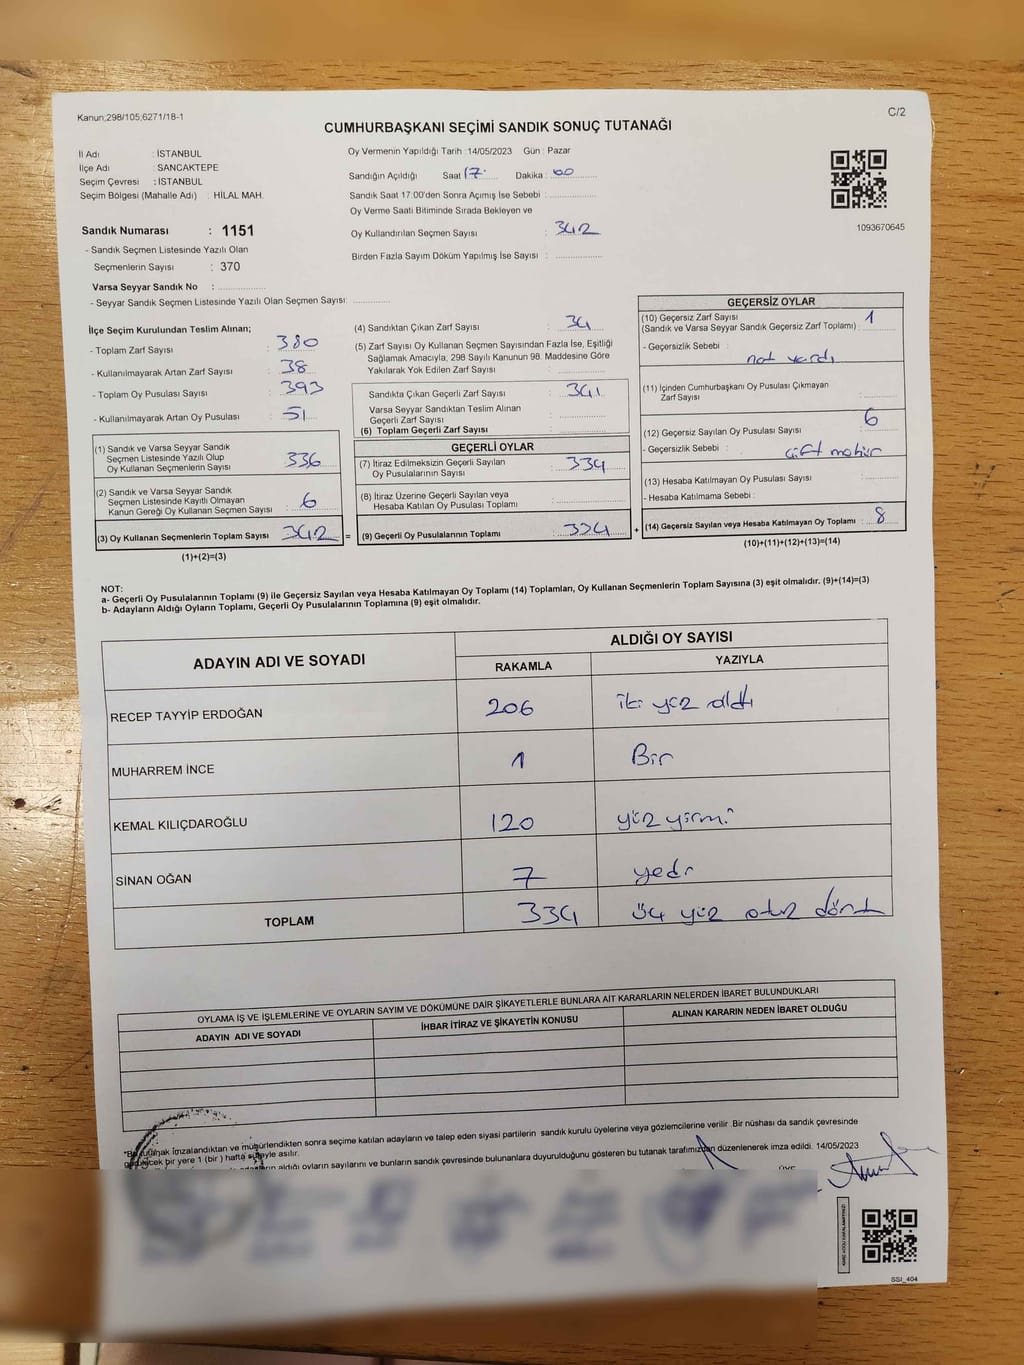 Kanun,298/105;6271/18-1
C/2
CUMHURBAŞKANI SEÇİMİ SANDIK SONUÇ TUTANAĞI
İl Adı : İSTANBUL
İlçe Adı : SANCAKTEPE
Seçim Çevresi : İSTANBUL
Seçim Bölgesi (Mahalle Adı) : HİLAL MAH.
Oy Vermenin Yapıldığı Tarih :14/05/2023 Gün : Pazar
Sandığın Açıldığı Saat 17 Dakika : 00
Sandık Saat 17:00'den Sonra Açımış İse Sebebi :
Oy Verme Saati Bitiminde Sırada Bekleyen ve
Oy Kullandırılan Seçmen Sayısı : 342
Birden Fazla Sayım Döküm Yapılmış İse Sayısı :
1093670645
Sandık Numarası : 1151
- Sandık Seçmen Listesinde Yazılı Olan
Seçmenlerin Sayısı : 370
Varsa Seyyar Sandık No :
- Seyyar Sandık Seçmen Listesinde Yazılı Olan Seçmen Sayısı:
İlçe Seçim Kurulundan Teslim Alınan;
- Toplam Zarf Sayısı : 380
- Kullanılmayarak Artan Zarf Sayısı : 38
- Toplam Oy Pusulası Sayısı : 393
- Kullanılmayarak Artan Oy Pusulası : 51
(1) Sandık ve Varsa Seyyar Sandık
Seçmen Listesinde Yazılı Olup
Oy Kullanan Seçmenlerin Sayısı : 336
(2) Sandık ve Varsa Seyyar Sandık
Seçmen Listesinde Kayıtlı Olmayan
Kanun Gereği Oy Kullanan Seçmen Sayısı : 6
(3) Oy Kullanan Seçmenlerin Toplam Sayısı : 342 =
(1)+(2)=(3)
(4) Sandıktan Çıkan Zarf Sayısı :
(5) Zarf Sayısı Oy Kullanan Seçmen Sayısından Fazla İse, Eşitliği
Sağlamak Amacıyla, 298 Sayılı Kanunun 98. Maddesine Göre
Yakılarak Yok Edilen Zarf Sayısı :
Sandıkta Çıkan Geçerli Zarf Sayısı : 341
Varsa Seyyar Sandıktan Teslim Alınan
Geçerli Zarf Sayısı :
(6) Toplam Geçerli Zarf Sayısı :
GEÇERLİ OYLAR
(7) İtiraz Edilmeksizin Geçerli Sayılan
Oy Pusulalarının Sayısı : 334
(8) İtiraz Üzerine Geçerli Sayılan veya
Hesaba Katılan Oy Pusulası Toplamı :
(9) Geçerli Oy Pusulalarının Toplamı : 334 +
GEÇERSİZ OYLAR
(10) Geçersiz Zarf Sayısı 1
(Sandık ve Varsa Seyyar Sandık Geçersiz Zarf Toplamı) :
- Geçersizlik Sebebi : not vardı
(11) İçinden Cumhurbaşkanı Oy Pusulası Çıkmayan
Zarf Sayısı :
(12) Geçersiz Sayılan Oy Pusulası Sayısı : 6
- Geçersizlik Sebebi : çift mühür
(13) Hesaba Katılmayan Oy Pusulası Sayısı :
- Hesaba Katılmama Sebebi :
(14) Geçersiz Sayılan veya Hesaba Katılmayan Oy Toplamı : 8
(10)+(11)+(12)+(13)=(14)
NOT:
a- Geçerli Oy Pusulalarının Toplamı (9) ile Geçersiz Sayılan veya Hesaba Katılmayan Oy Toplamı (14) Toplamları, Oy Kullanan Seçmenlerin Toplam Sayısına (3) eşit olmalıdır. (9)+(14)=(3)
b- Adayların Aldığı Oyların Toplamı, Geçerli Oy Pusulalarının Toplamına (9) eşit olmalıdır.
ADAYIN ADI VE SOYADI
ALDIĞI OY SAYISI
RAKAMLA YAZIYLA
RECEP TAYYİP ERDOĞAN 206 iki yüz altı
MUHARREM İNCE 1 Bir
KEMAL KILIÇDAROĞLU 120 yüz yirmi
SİNAN OĞAN 7 yedi
TOPLAM 334 üç yüz otuz dört
OYLAMA İŞ VE İŞLEMLERİNE VE OYLARIN SAYIM VE DÖKÜMÜNE DAİR ŞİKAYETLERLE BUNLARA AİT KARARLARIN NELERDEN İBARET BULUNDUKLARI
ADAYIN ADI VE SOYADI İHBAR İTİRAZ VE ŞİKAYETİN KONUSU ALINAN KARARIN NEDEN İBARET OLDUĞU
*Bu tutanak imzalandıktan ve mühürlendikten sonra seçime katılan adayların ve talep eden siyasi partilerin sandık kurulu üyelerine veya gözlemcilerine verilir .Bir nüshası da sandık çevresinde
görülecek bir yere 1 (bir) hafta süreyle asılır.
aldığı oyların sayılarını ve bunların sandık çevresinde bulunanlara duyurulduğunu gösteren bu tutanak tarafımızdan düzenlenerek imza edildi. 14/05/2023
ÜYE
SSI_404